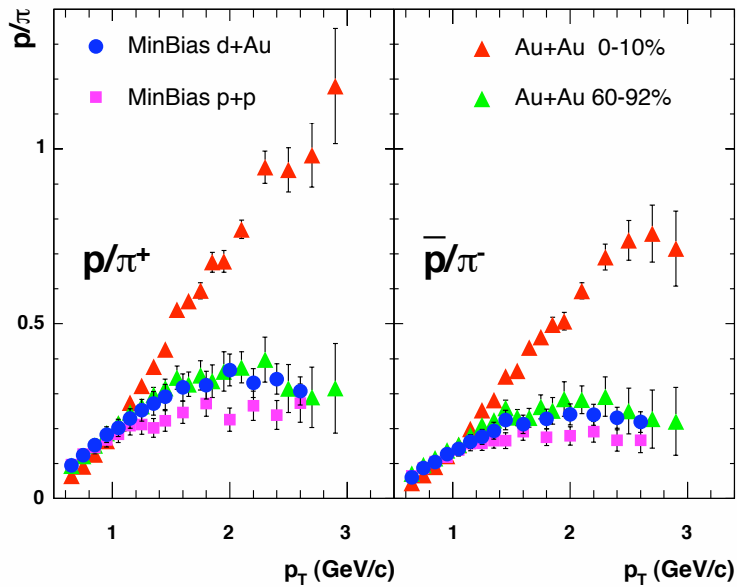 p/π
MinBias d+Au
MinBias p+p
Au+Au 0-10%
Au+Au 60-92%
1
0.5
0
p/π⁺
p̅/π⁻
1 2 3
1 2 3
p_T (GeV/c)
p_T (GeV/c)